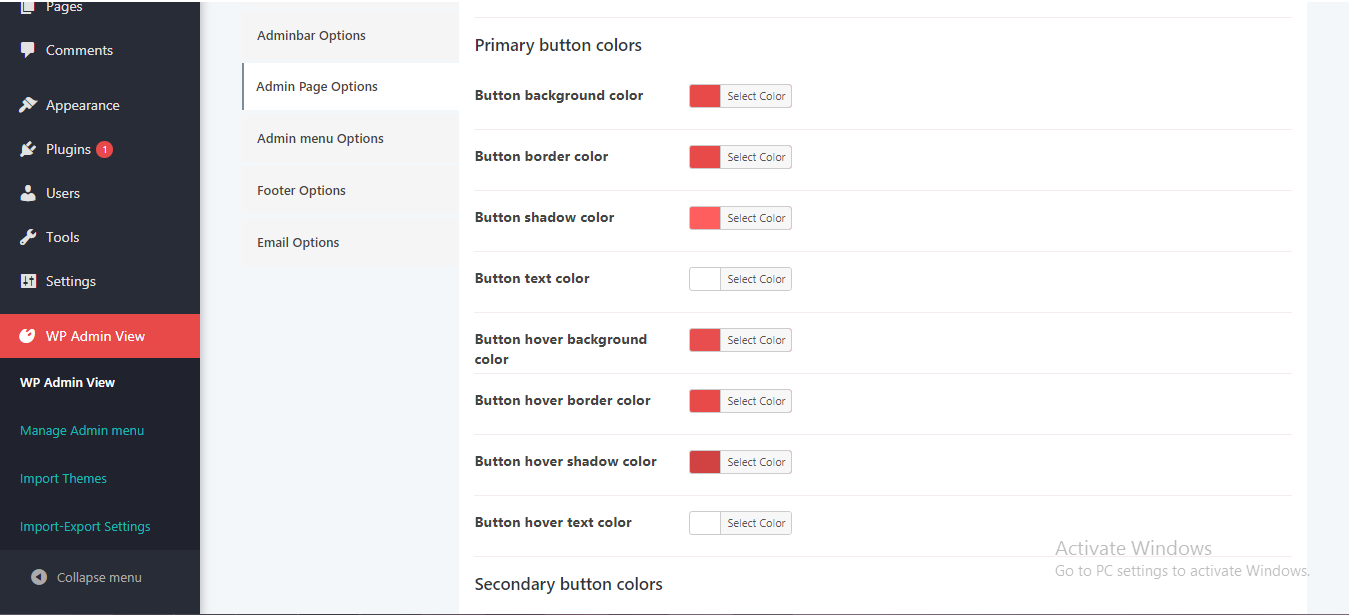 Pages
Comments
Appearance
Plugins 1
Users
Tools
Settings
WP Admin View
WP Admin View
Manage Admin menu
Import Themes
Import-Export Settings
Collapse menu
Adminbar Options
Admin Page Options
Admin menu Options
Footer Options
Email Options
Primary button colors
Button background color Select Color
Button border color Select Color
Button shadow color Select Color
Button text color Select Color
Button hover background
color Select Color
Button hover border color Select Color
Button hover shadow color Select Color
Button hover text color Select Color
Secondary button colors
Activate Windows
Go to PC settings to activate Windows.